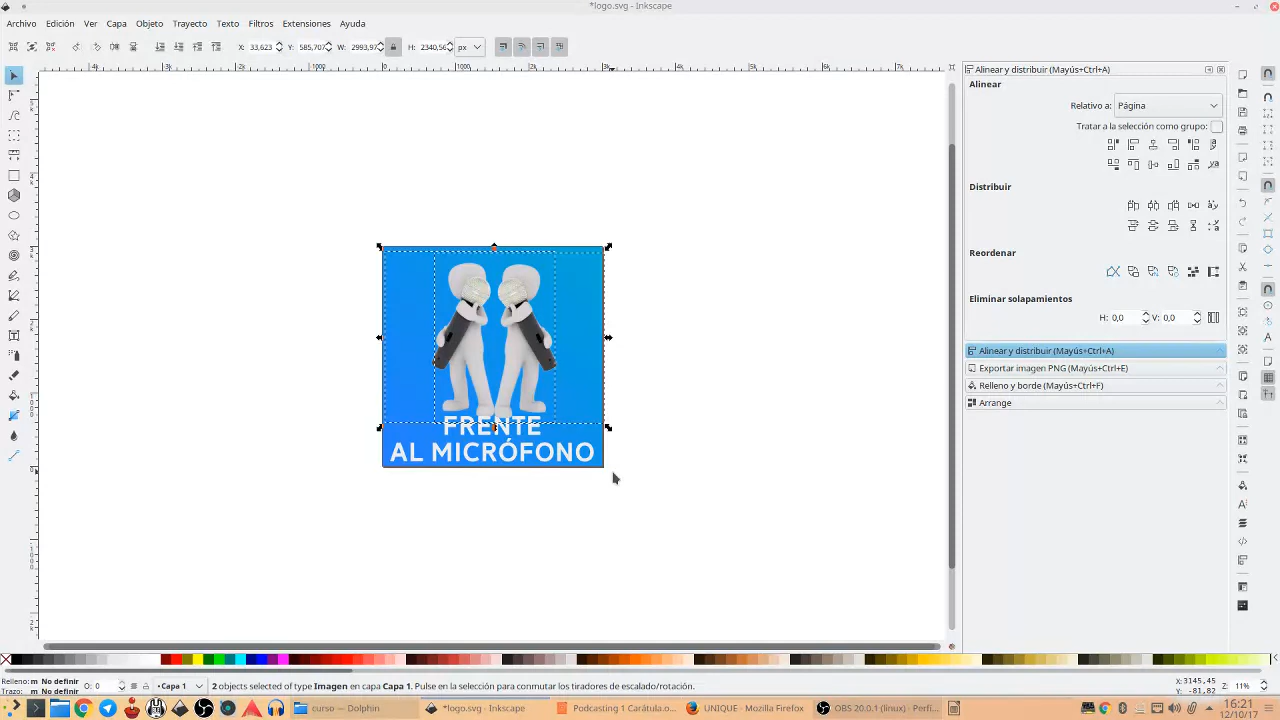 *logo.svg - Inkscape
Archivo Edición Ver Capa Objeto Trayecto Texto Filtros Extensiones Ayuda
X: 33,623 Y: 585,707 W: 2993,97 H: 2340,56 px
Alinear y distribuir (Mayús+Ctrl+A)
Alinear
Relativo a: Página
Tratar a la selección como grupo:
Distribuir
Reordenar
Eliminar solapamientos
H: 0,0 V: 0,0
Alinear y distribuir (Mayús+Ctrl+A)
Exportar imagen PNG (Mayús+Ctrl+E)
Relleno y borde (Mayús+Ctrl+F)
Arrange
FRENTE
AL MICRÓFONO
Relleno: m No definido
Trazo: m No definido
O: 0
•Capa 1
2 objects selected of type Imagen en capa Capa 1. Pulse en la selección para conmutar los tiradores de escalado/rotación.
X:3145,45
Y: -81,82
Z: 11%
curso — Dolphin
*logo.svg - Inkscape
Podcasting 1 Carátula.o...
UNIQUE - Mozilla Firefox
OBS 20.0.1 (linux) - Perfi...
16:21
12/10/17